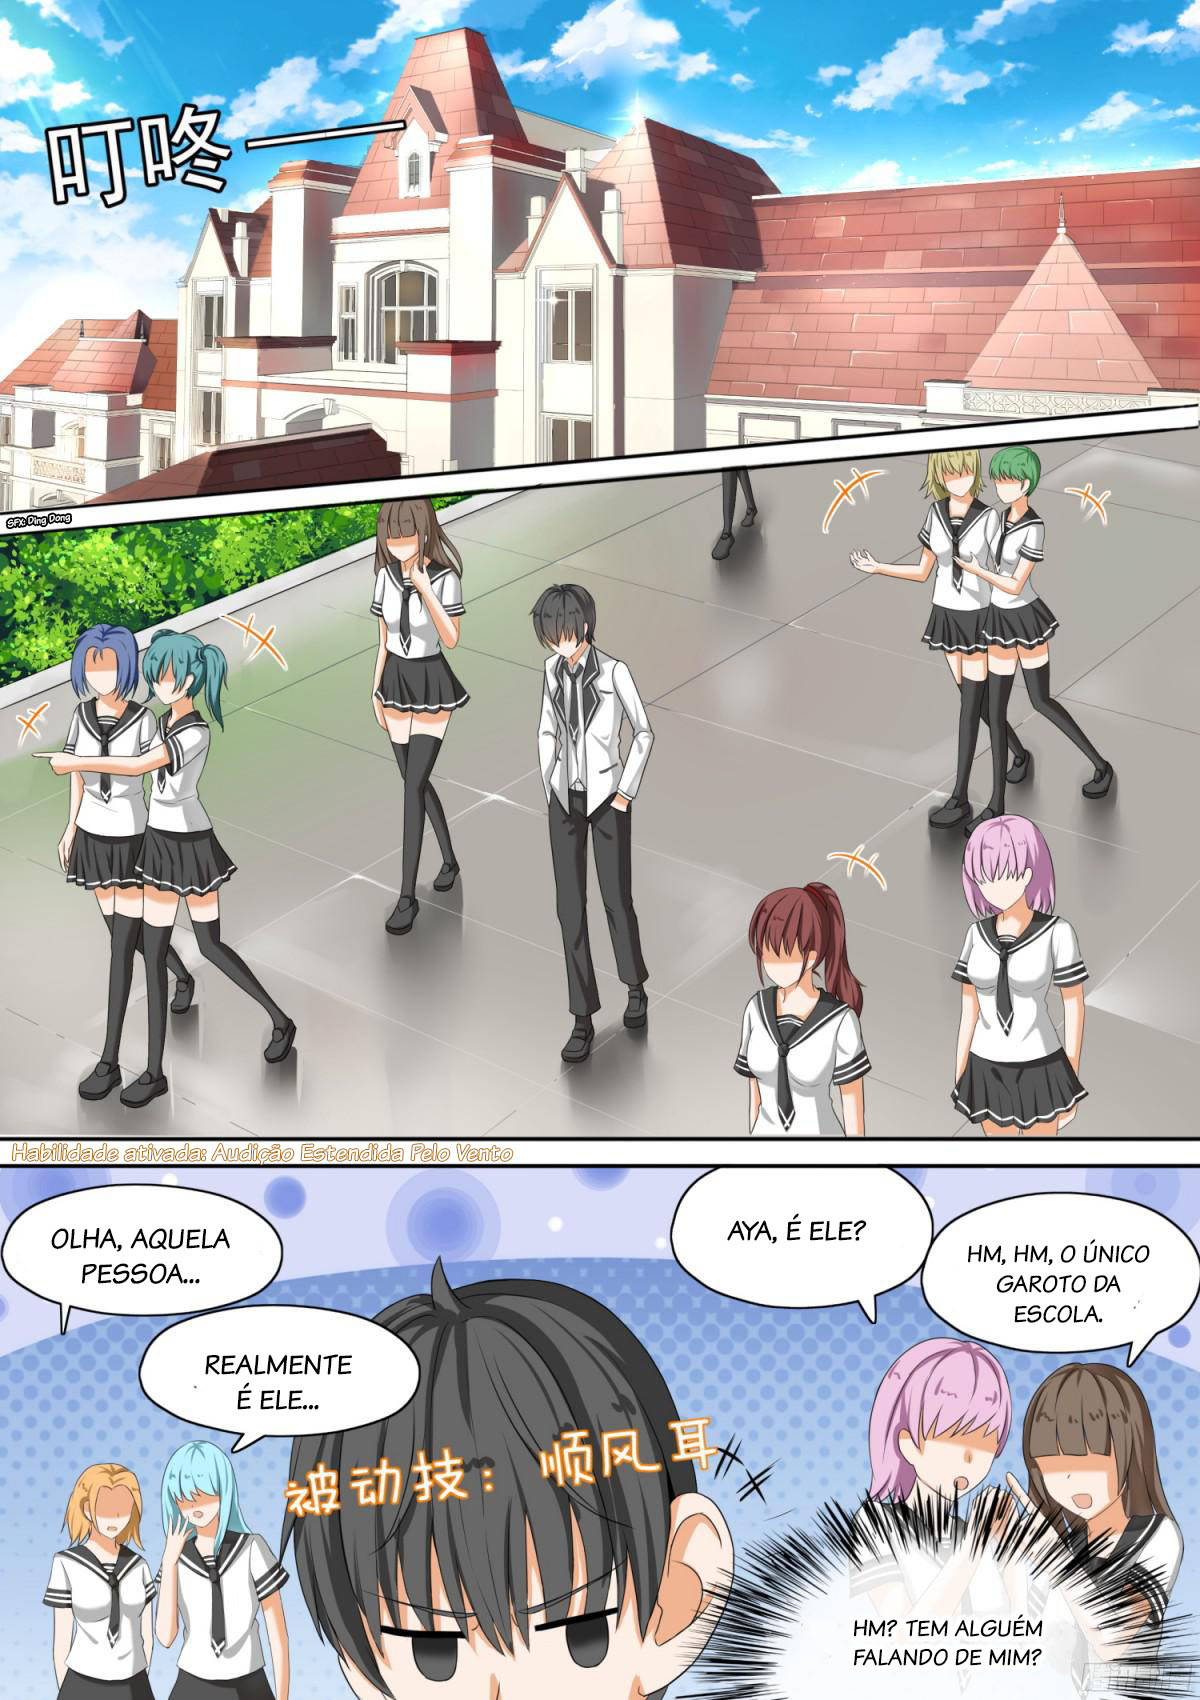 叮咚——
SFX: Ding Dong
Habilidade ativada: Audição Estendida Pelo Vento
OLHA, AQUELA
PESSOA...
REALMENTE
É ELE...
AYA, É ELE?
HM, HM, O ÚNICO
GAROTO DA
ESCOLA.
被动技：顺风耳
HM? TEM ALGUÉM
FALANDO DE MIM?